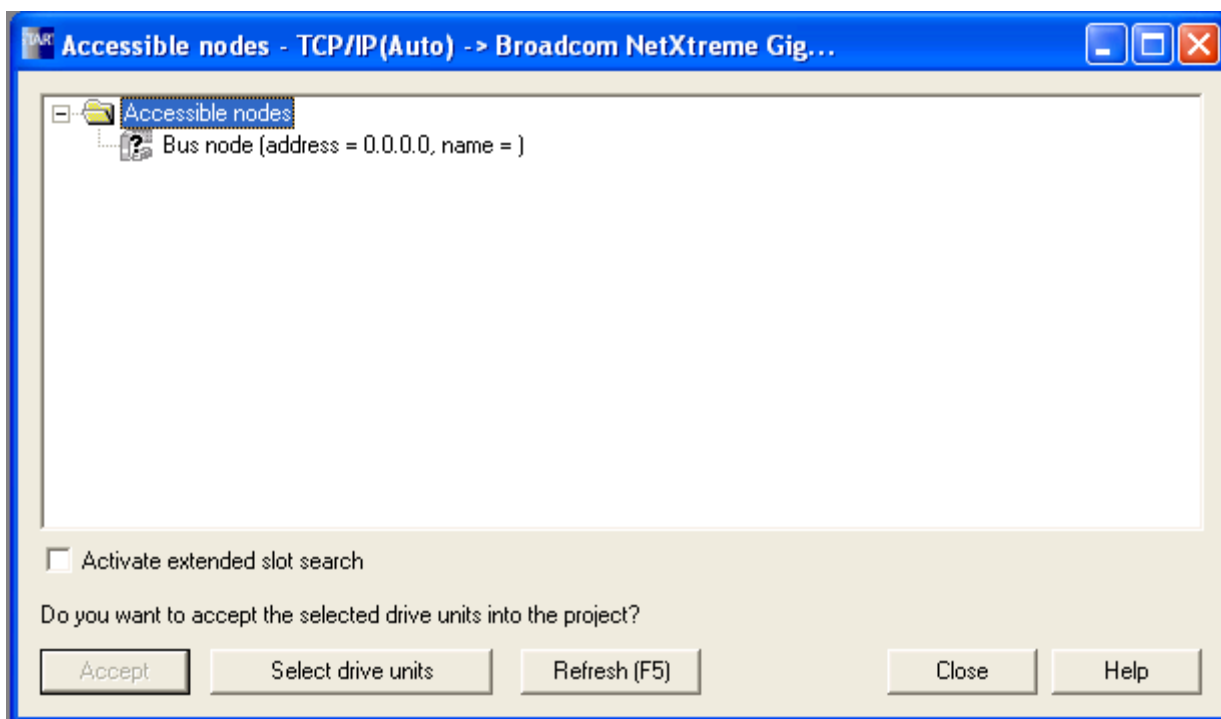 Accessible nodes - TCP/IP(Auto) -> Broadcom NetXtreme Gig...
Accessible nodes
Bus node (address = 0.0.0.0, name = )
Activate extended slot search
Do you want to accept the selected drive units into the project?
Accept Select drive units Refresh (F5) Close Help